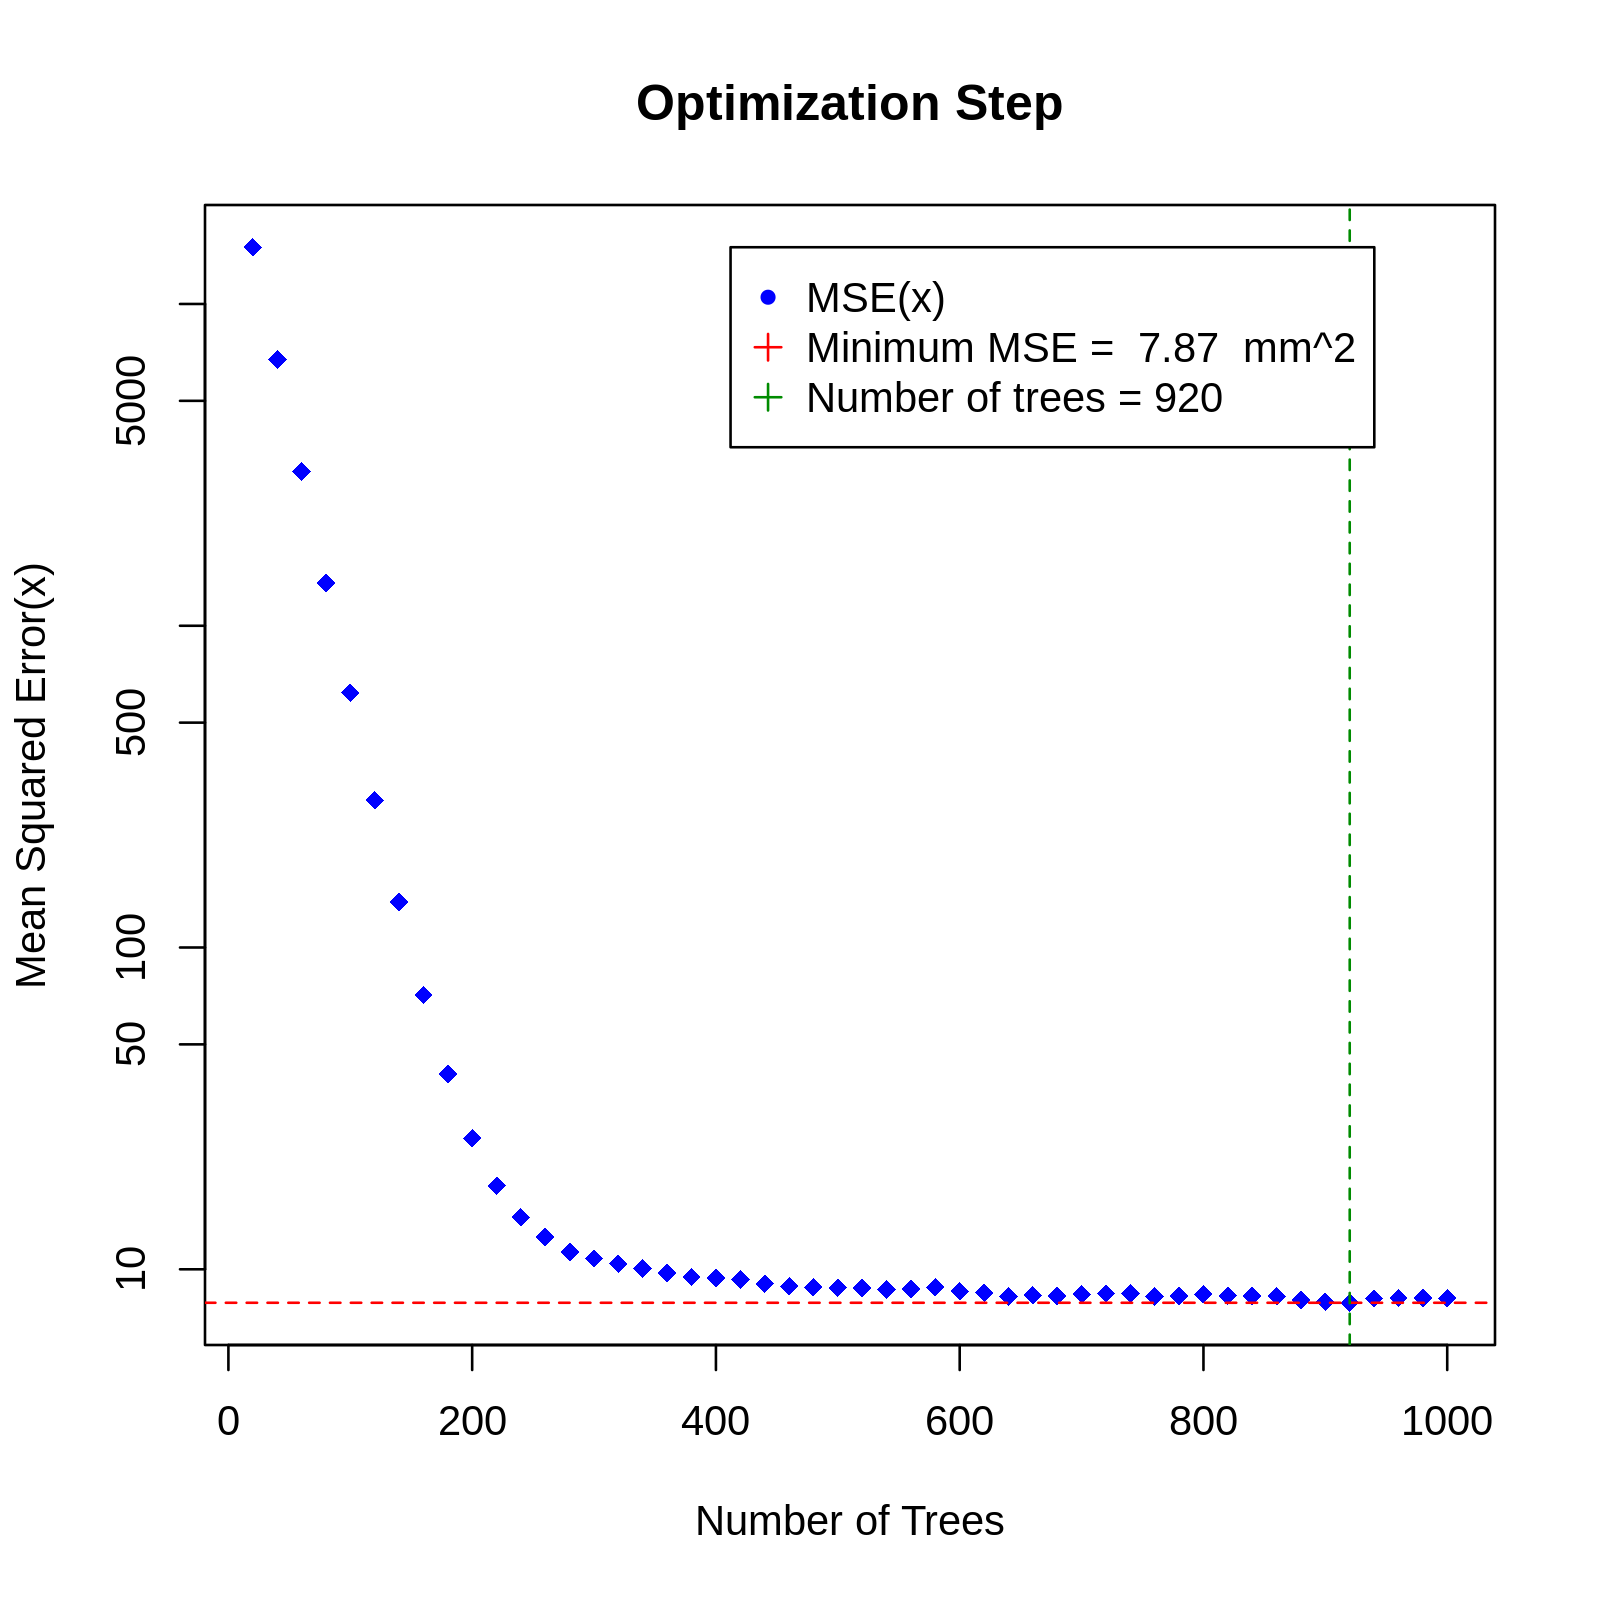 Optimization Step
MSE(x)
Minimum MSE =  7.87  mm^2
Number of trees = 920
Mean Squared Error(x)
5000
500
100
50
10
0 200 400 600 800 1000
Number of Trees